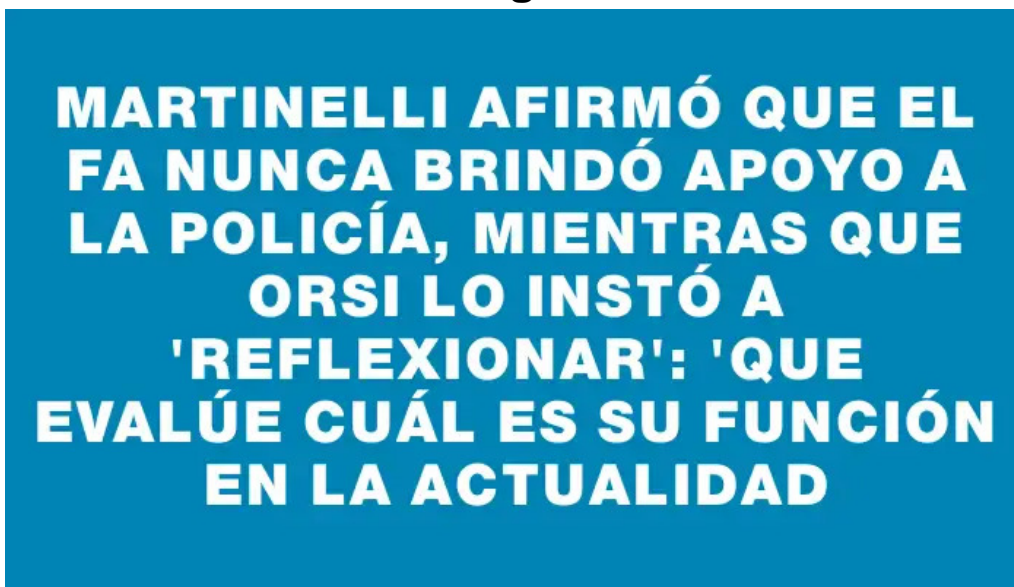 MARTINELLI AFIRMÓ QUE EL
FA NUNCA BRINDÓ APOYO A
LA POLICÍA, MIENTRAS QUE
ORSI LO INSTÓ A
'REFLEXIONAR': 'QUE
EVALÚE CUÁL ES SU FUNCIÓN
EN LA ACTUALIDAD